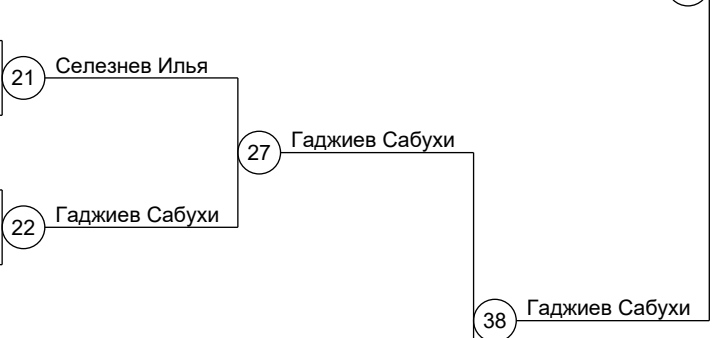 21 Селезнев Илья
27 Гаджиев Сабухи
22 Гаджиев Сабухи
38 Гаджиев Сабухи